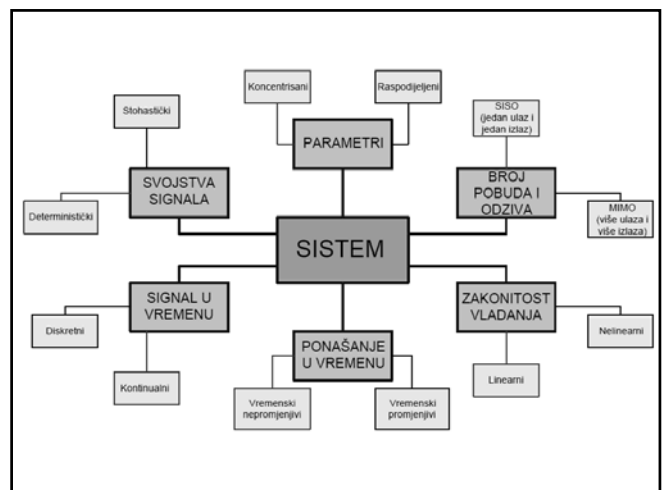 Koncentrisani
Raspodijeljeni
PARAMETRI
Stohastički
SVOJSTVA
SIGNALA
Deterministički
SISO
(jedan ulaz i
jedan izlaz)
BROJ
POBUDA I
ODZIVA
MIMO
(više ulaza i
više izlaza)
SISTEM
SIGNAL U
VREMENU
Diskretni
Kontinualni
PONAŠANJE
U VREMENU
Vremenski
nepromjenjivi
Vremenski
promjenjivi
ZAKONITOST
VLADANJA
Nelinearni
Linearni